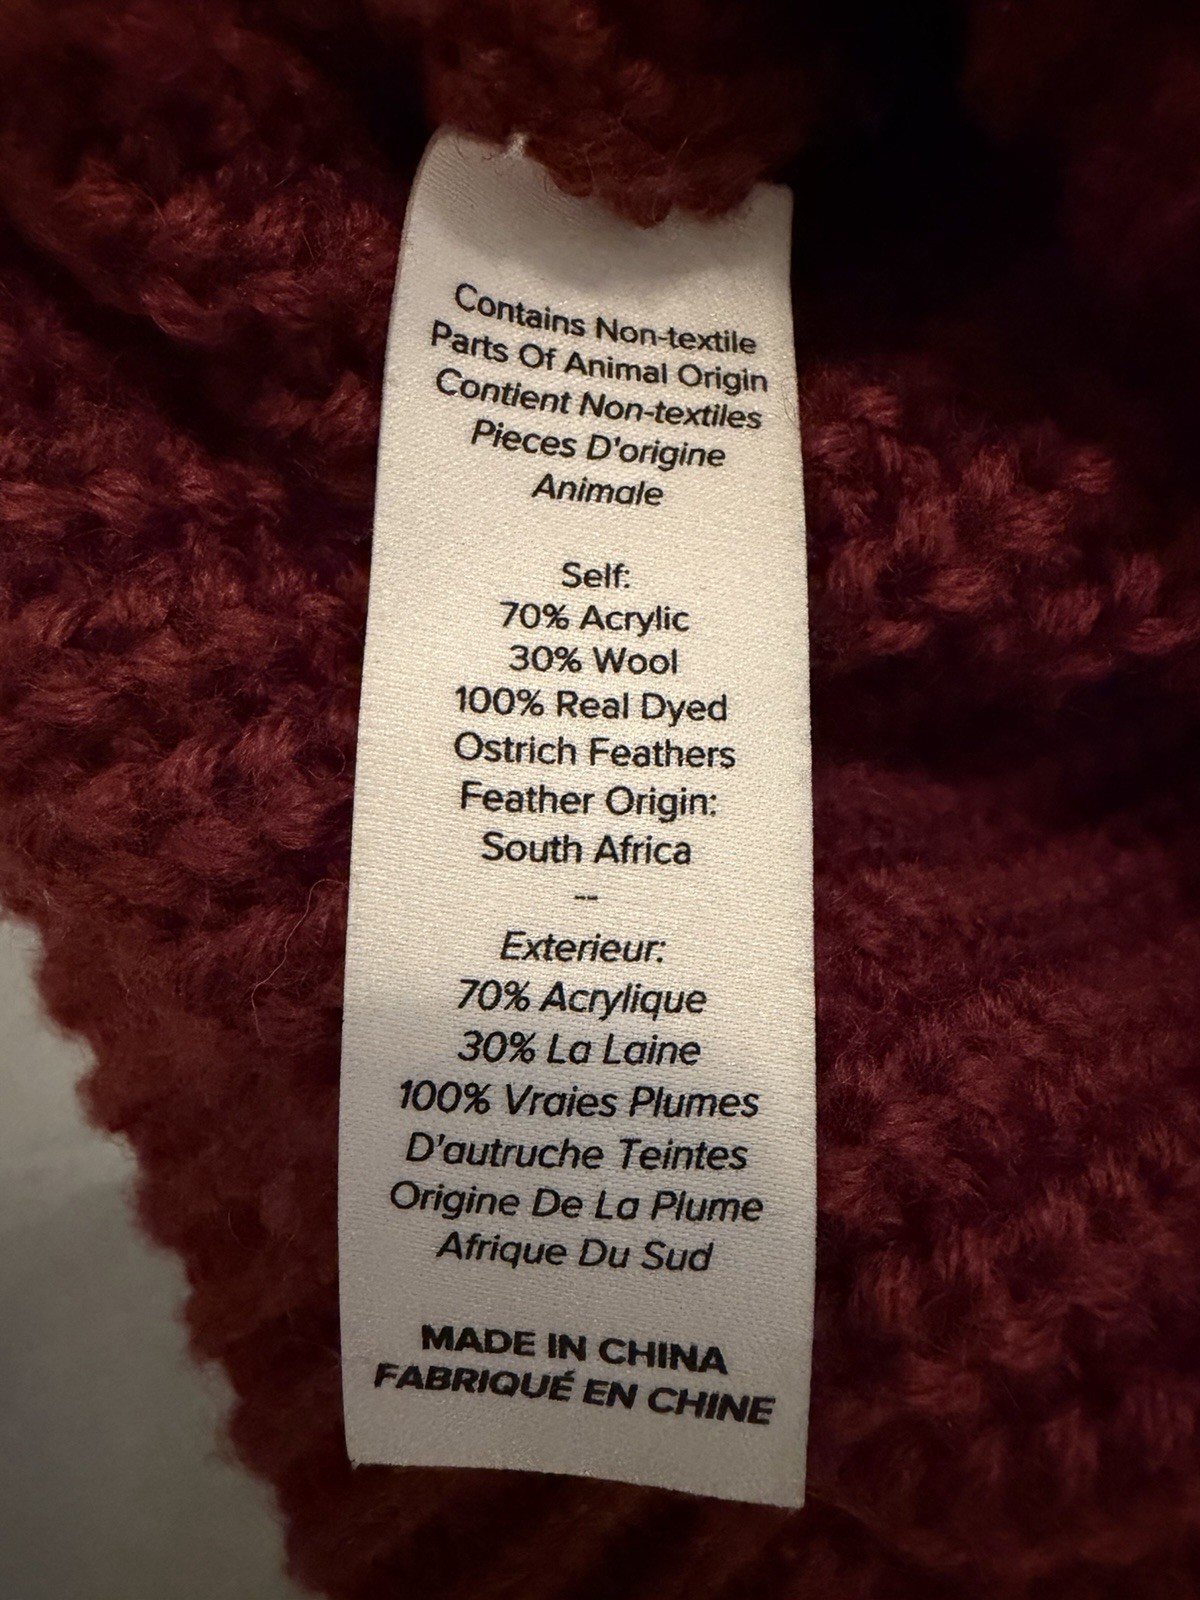 Contains Non-textile
Parts Of Animal Origin
Contient Non-textiles
Pieces D'origine
Animale
Self:
70% Acrylic
30% Wool
100% Real Dyed
Ostrich Feathers
Feather Origin:
South Africa
--
Exterieur:
70% Acrylique
30% La Laine
100% Vraies Plumes
D'autruche Teintes
Origine De La Plume
Afrique Du Sud
MADE IN CHINA
FABRIQUÉ EN CHINE